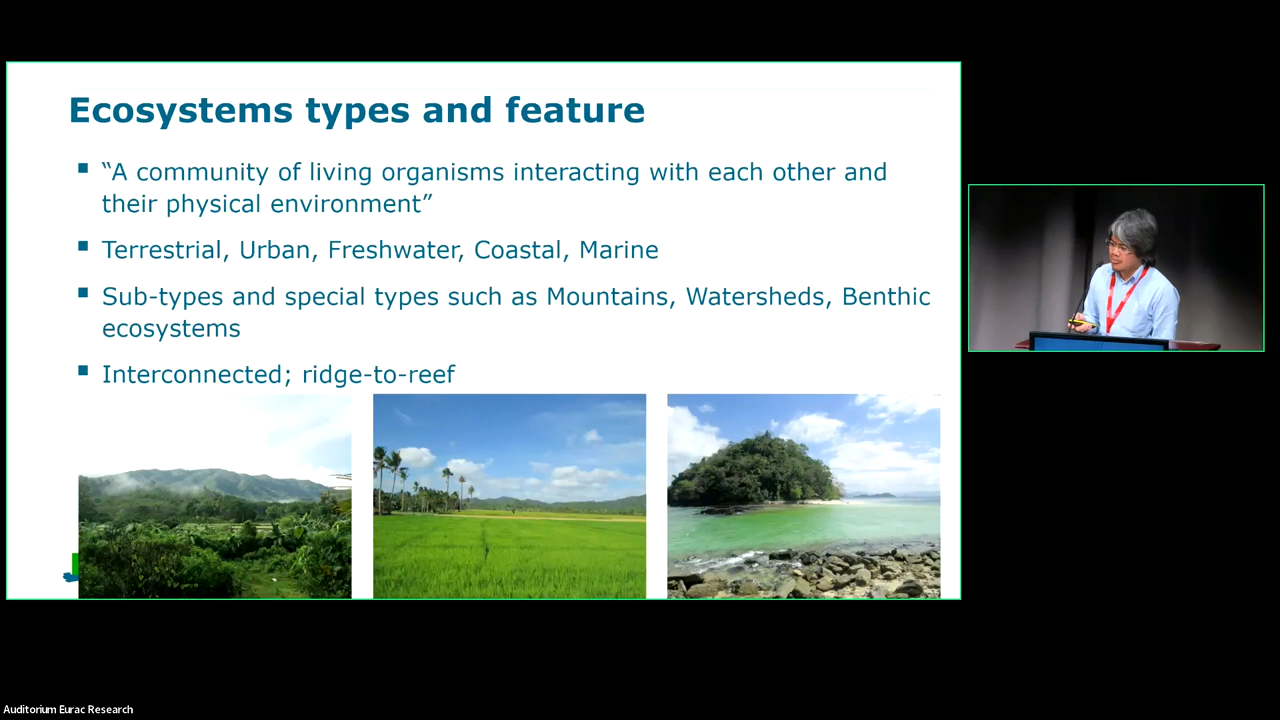 Ecosystems types and feature
▪ “A community of living organisms interacting with each other and
their physical environment”
▪ Terrestrial, Urban, Freshwater, Coastal, Marine
▪ Sub-types and special types such as Mountains, Watersheds, Benthic
ecosystems
▪ Interconnected; ridge-to-reef
Auditorium Eurac Research